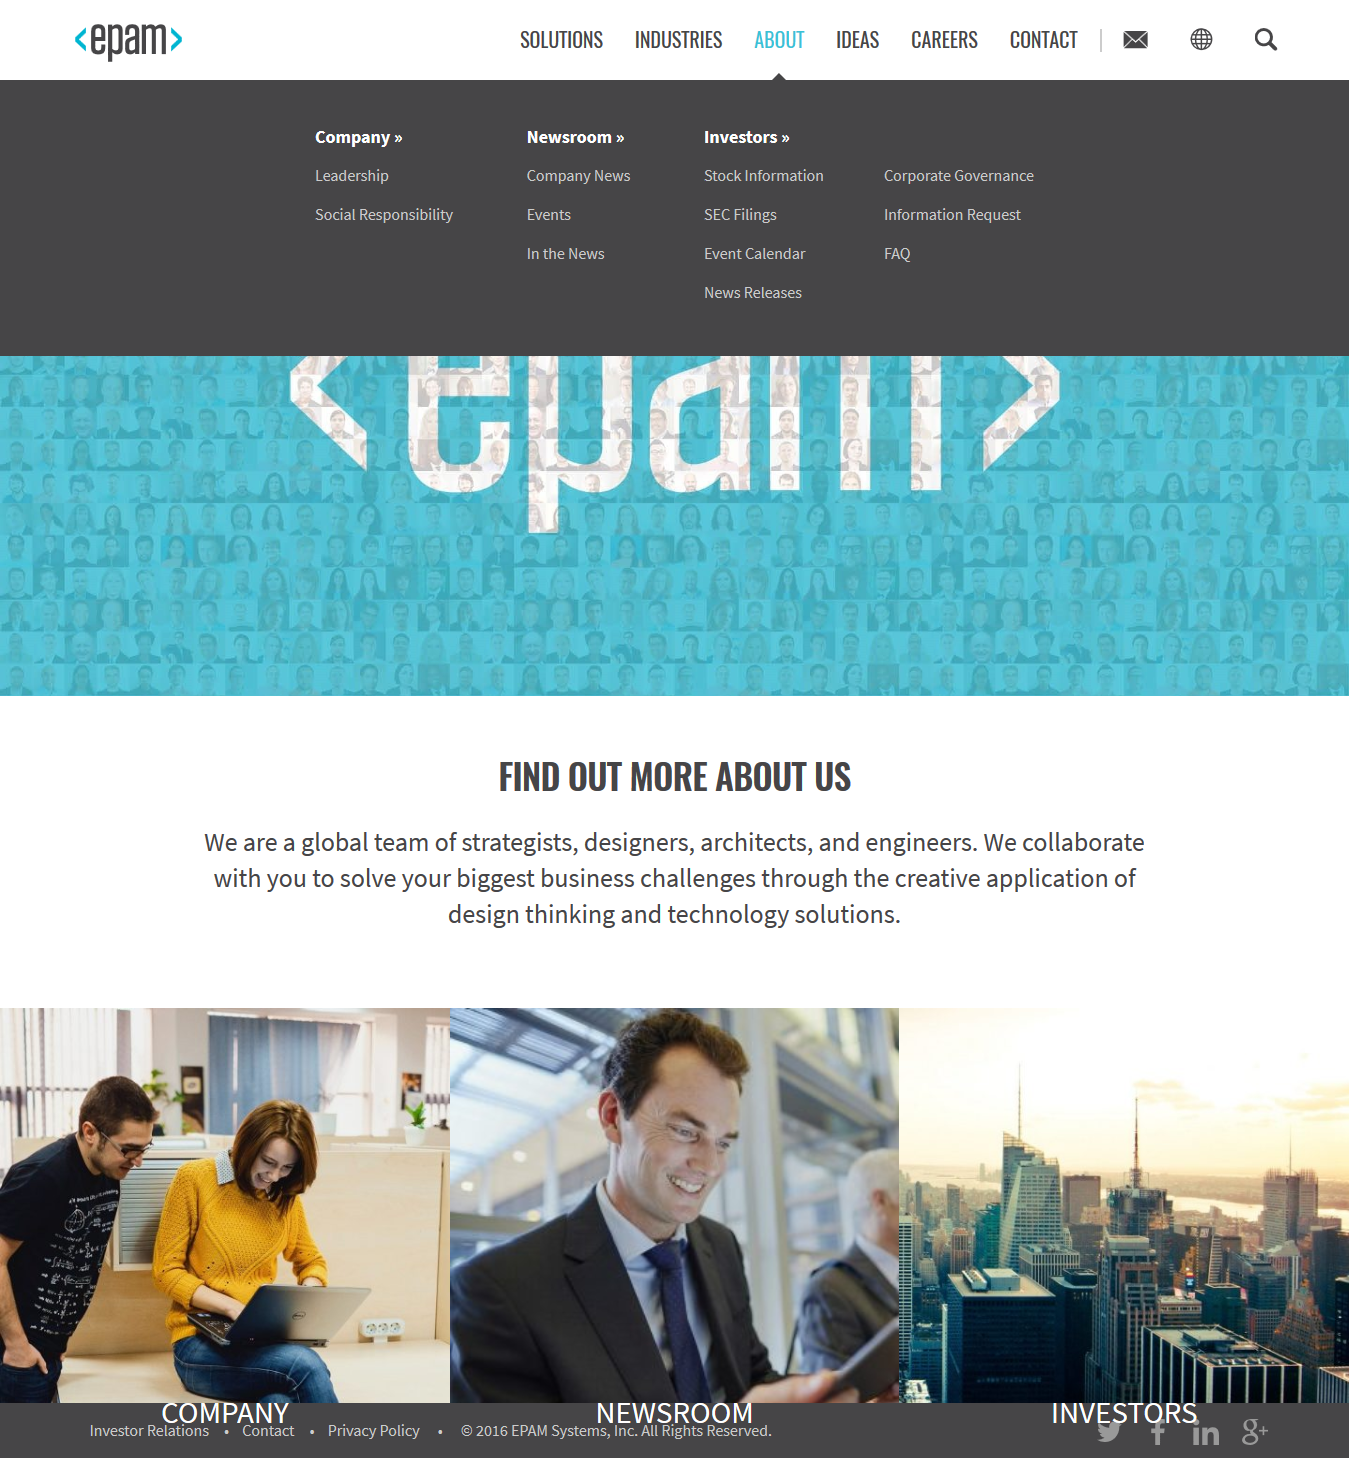 <epam>
SOLUTIONS INDUSTRIES ABOUT IDEAS CAREERS CONTACT
Company » Newsroom » Investors »
Leadership Company News Stock Information Corporate Governance
Social Responsibility Events SEC Filings Information Request
In the News Event Calendar FAQ
News Releases
<epam>
FIND OUT MORE ABOUT US
We are a global team of strategists, designers, architects, and engineers. We collaborate
with you to solve your biggest business challenges through the creative application of
design thinking and technology solutions.
COMPANY NEWSROOM INVESTORS
Investor Relations • Contact • Privacy Policy • © 2016 EPAM Systems, Inc. All Rights Reserved.